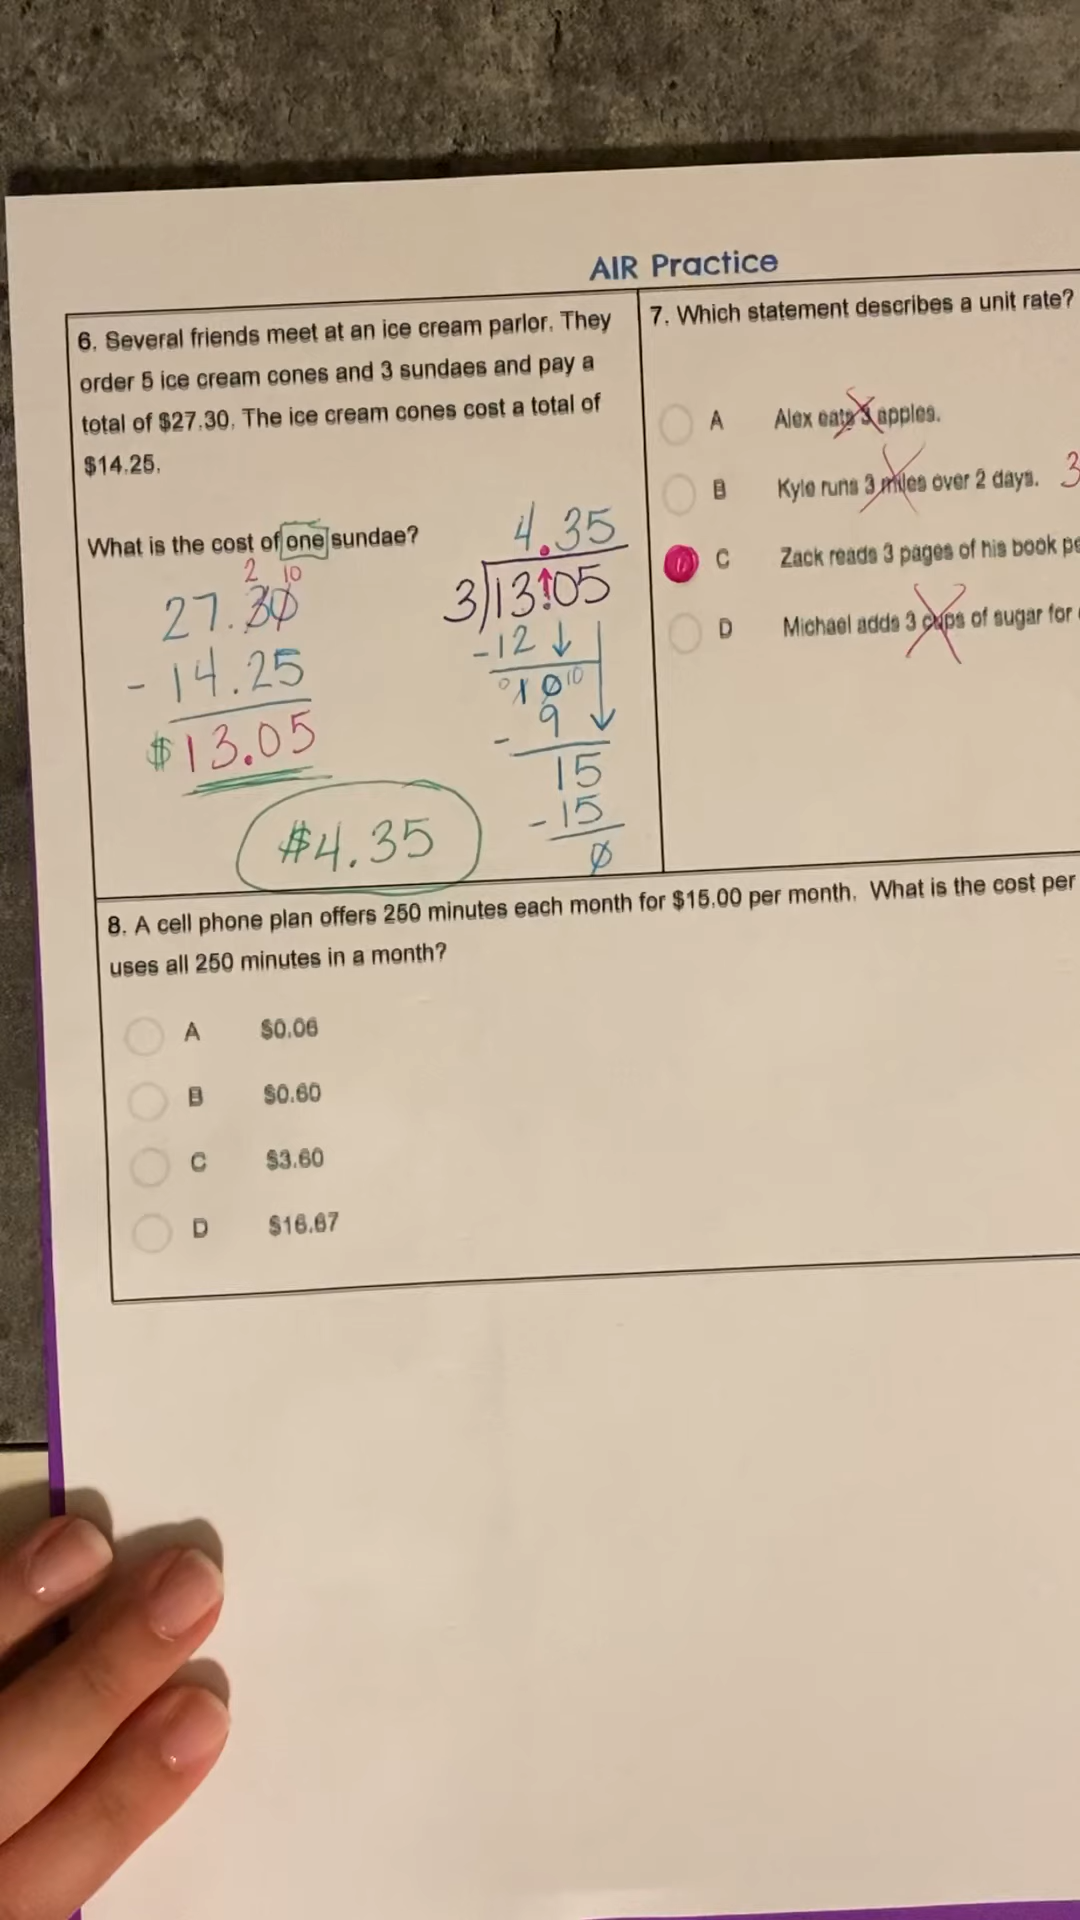 AIR Practice
6. Several friends meet at an ice cream parlor. They
order 5 ice cream cones and 3 sundaes and pay a
total of $27.30. The ice cream cones cost a total of
$14.25.
What is the cost of one sundae?
2 10
27.30
- 14.25
$13.05
$4.35
4.35
3)13.05
-12
0 10 10
- 9
15
-15
0
7. Which statement describes a unit rate?
A Alex eats 3 apples.
B Kyle runs 3 miles over 2 days. 3
C Zack reads 3 pages of his book
D Michael adds 3 cups of sugar for
8. A cell phone plan offers 250 minutes each month for $15.00 per month. What is the cost per
uses all 250 minutes in a month?
A $0.06
B $0.60
C $3.60
D $16.67